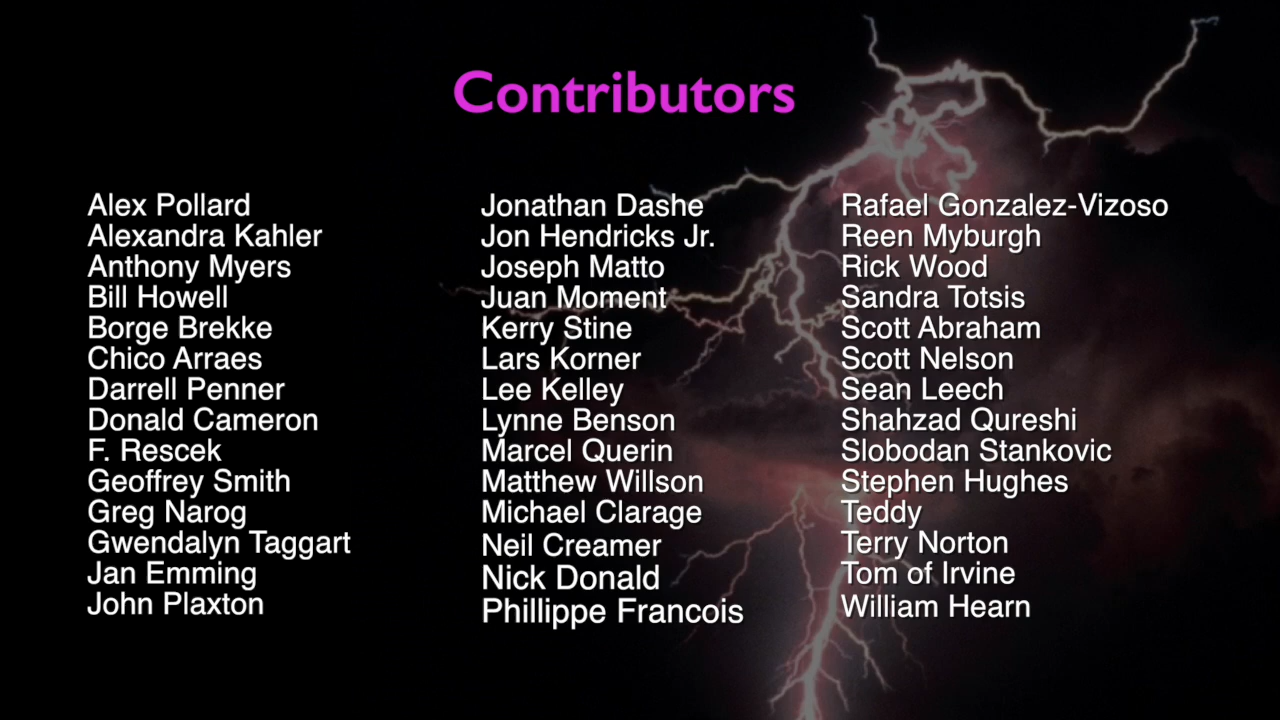 Contributors
Alex Pollard
Alexandra Kahler
Anthony Myers
Bill Howell
Borge Brekke
Chico Arraes
Darrell Penner
Donald Cameron
F. Rescek
Geoffrey Smith
Greg Narog
Gwendalyn Taggart
Jan Emming
John Plaxton
Jonathan Dashe
Jon Hendricks Jr.
Joseph Matto
Juan Moment
Kerry Stine
Lars Korner
Lee Kelley
Lynne Benson
Marcel Querin
Matthew Willson
Michael Clarage
Neil Creamer
Nick Donald
Phillippe Francois
Rafael Gonzalez-Vizoso
Reen Myburgh
Rick Wood
Sandra Totsis
Scott Abraham
Scott Nelson
Sean Leech
Shahzad Qureshi
Slobodan Stankovic
Stephen Hughes
Teddy
Terry Norton
Tom of Irvine
William Hearn